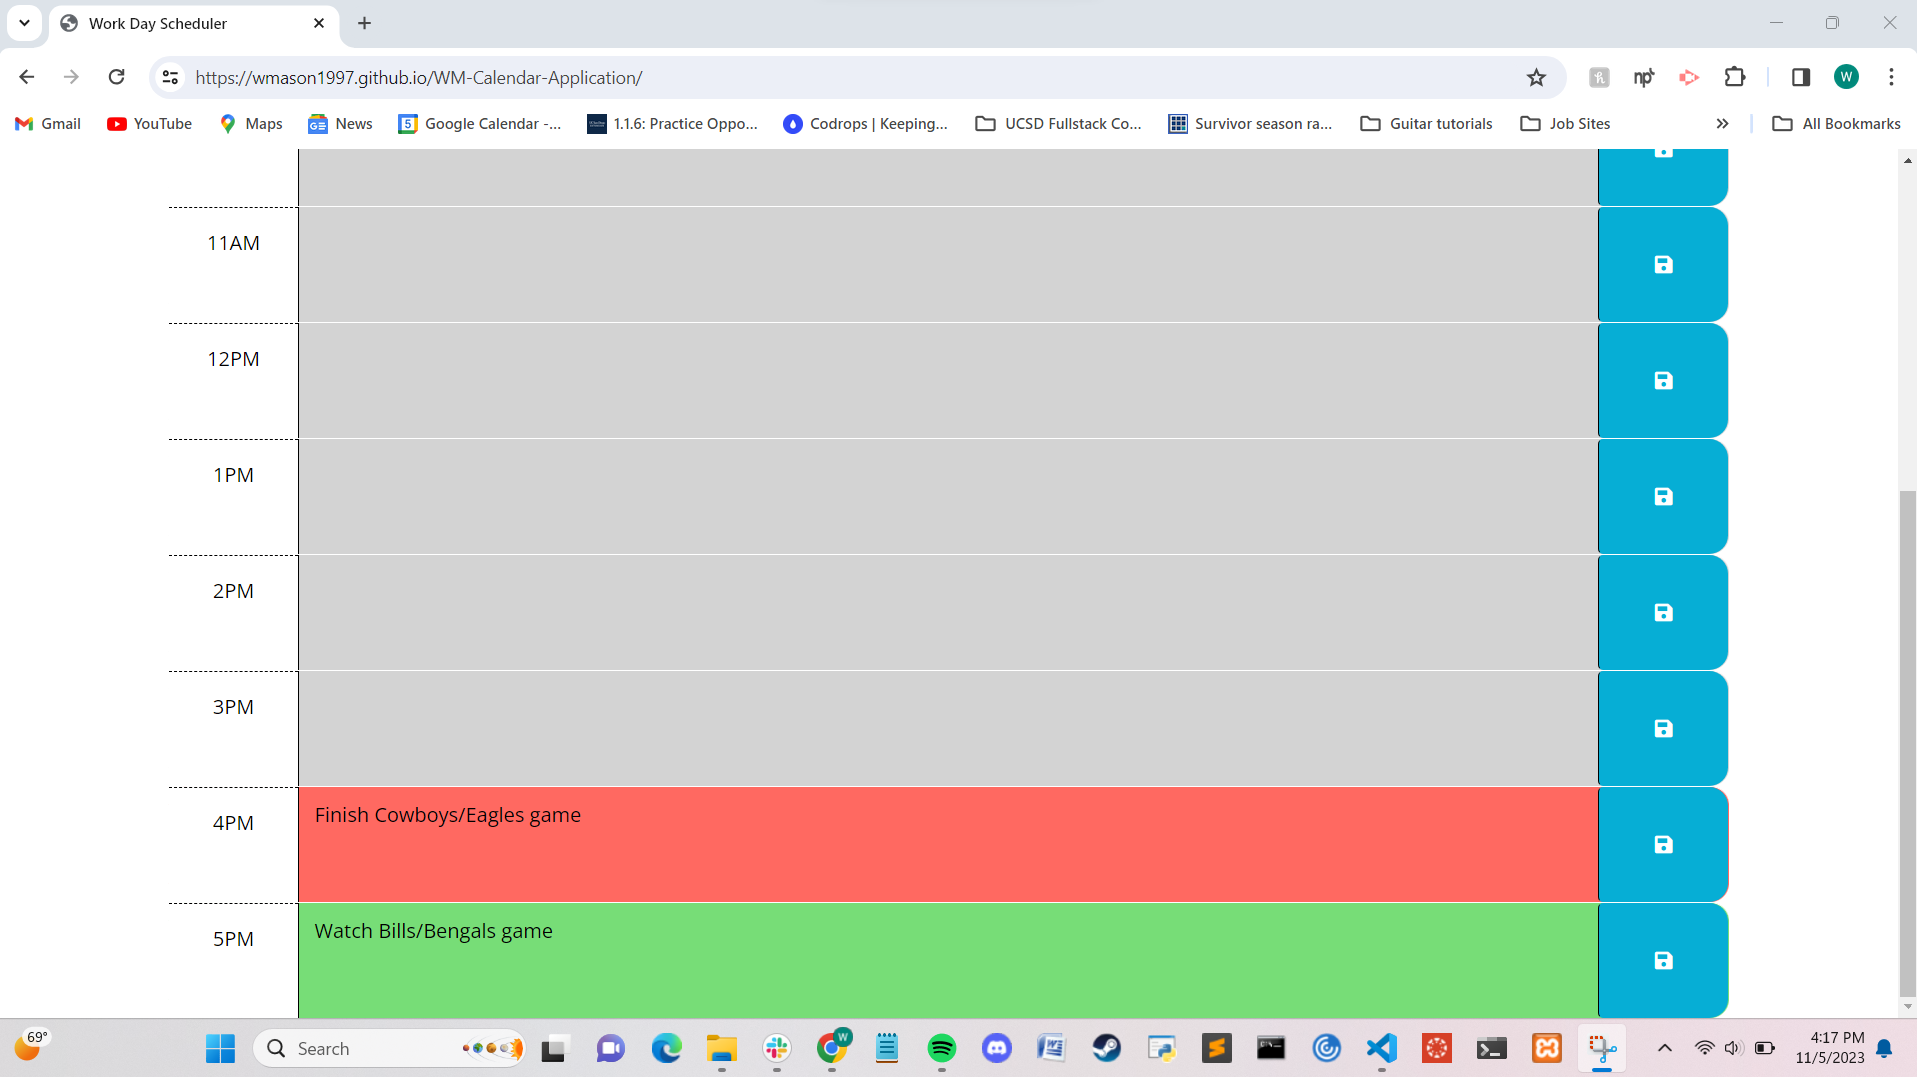 Work Day Scheduler
https://wmason1997.github.io/WM-Calendar-Application/
W
Gmail
YouTube
Maps
News
Google Calendar -...
1.1.6: Practice Oppo...
Codrops | Keeping...
UCSD Fullstack Co...
Survivor season ra...
Guitar tutorials
Job Sites
All Bookmarks
11AM
12PM
1PM
2PM
3PM
4PM
Finish Cowboys/Eagles game
5PM
Watch Bills/Bengals game
69°
Search
W
4:17 PM
11/5/2023